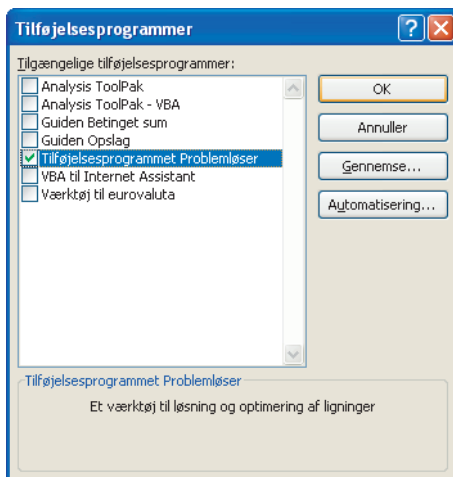 Tilføjelsesprogrammer
Tilgængelige tilføjelsesprogrammer:
Analysis ToolPak
Analysis ToolPak - VBA
Guiden Betinget sum
Guiden Opslag
Tilføjelsesprogrammet Problemløser
VBA til Internet Assistant
Værktøj til eurovaluta
OK
Annuller
Gennemse...
Automatisering...
Tilføjelsesprogrammet Problemløser
Et værktøj til løsning og optimering af ligninger